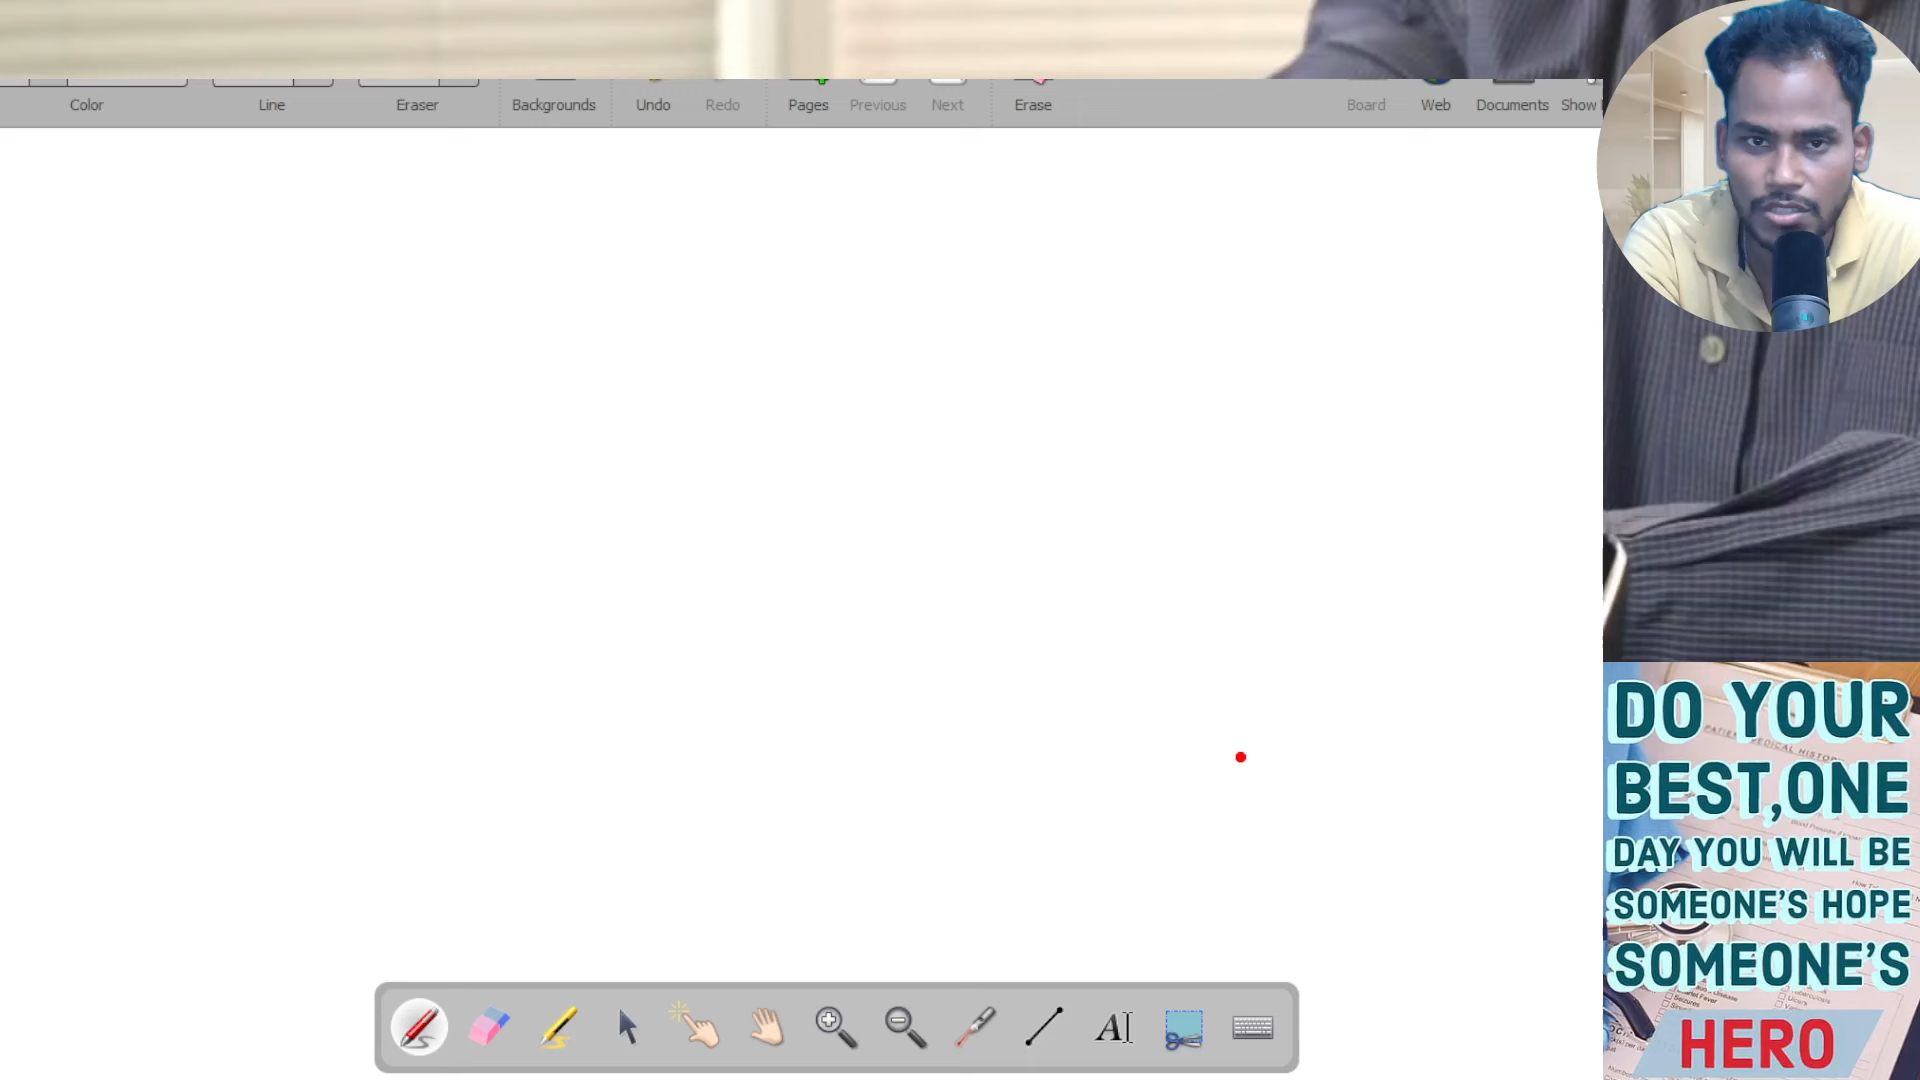 Color Line Eraser Backgrounds Undo Redo Pages Previous Next Erase Board Web Documents Show
DO YOUR
BEST,ONE
DAY YOU WILL BE
SOMEONE'S HOPE
SOMEONE'S
HERO